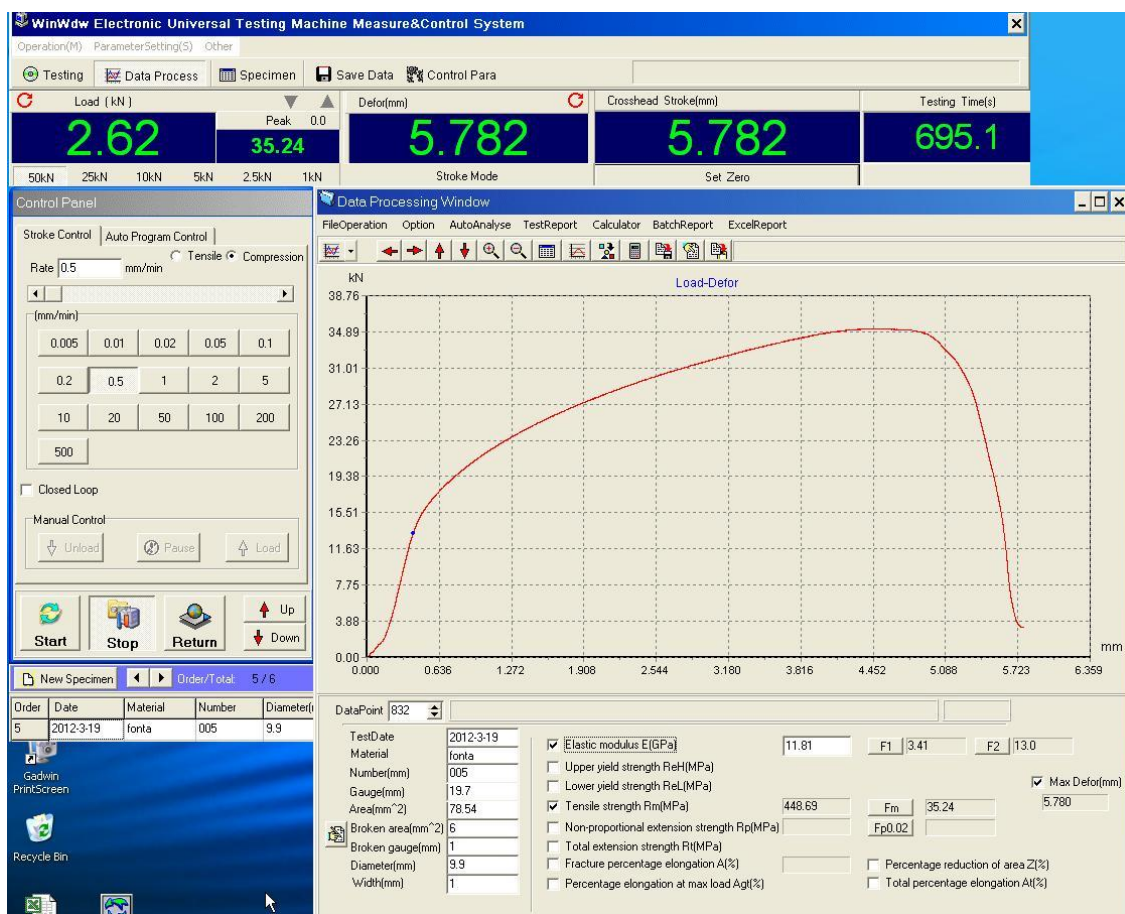 WinWdw Electronic Universal Testing Machine Measure&Control System
Operation(M) ParameterSetting(S) Other
Testing Data Process Specimen Save Data Control Para
Load (kN) Peak 0.0 Defor(mm) Crosshead Stroke(mm) Testing Time(s)
2.62 35.24 5.782 5.782 695.1
50kN 25kN 10kN 5kN 2.5kN 1kN Stroke Mode Set Zero
Control Panel
Stroke Control Auto Program Control
Rate 0.5 mm/min Tensile Compression
(mm/min)
0.005 0.01 0.02 0.05 0.1
0.2 0.5 1 2 5
10 20 50 100 200
500
Closed Loop
Manual Control
Unload Pause Load
Start Stop Return Up
Down
New Specimen Order/Total: 5 / 6
Order Date Material Number Diameter(
5 2012-3-19 fonta 005 9.9
Gadwin
PrintScreen
Recycle Bin
Data Processing Window
FileOperation Option AutoAnalyse TestReport Calculator BatchReport ExcelReport
kN Load-Defor
38.76
34.89
31.01
27.13
23.26
19.38
15.51
11.63
7.75
3.88
0.00
mm
0.000 0.636 1.272 1.908 2.544 3.180 3.816 4.452 5.088 5.723 6.359
DataPoint 832
TestDate 2012-3-19
Material fonta
Number(mm) 005
Gauge(mm) 19.7
Area(mm^2) 78.54
Broken area(mm^2) 6
Broken gauge(mm) 1
Diameter(mm) 9.9
Width(mm) 1
Elastic modulus E(GPa) 11.81 F1 3.41 F2 13.0
Upper yield strength ReH(MPa)
Lower yield strength ReL(MPa) Max Defor(mm)
Tensile strength Rm(MPa) 448.69 Fm 35.24 5.780
Non-proportional extension strength Rp(MPa) Fp0.02
Total extension strength Rt(MPa)
Fracture percentage elongation A(%) Percentage reduction of area Z(%)
Percentage elongation at max load Agt(%) Total percentage elongation At(%)